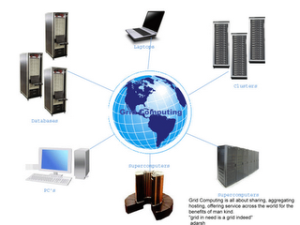 Laptops
Grid Computing
Clusters
Databases
PC's
Supercomputers
Supercomputers
Grid Computing is all about sharing, aggregating
hosting, offering service across the world for the
benefits of man kind.
"grid in need is a grid indeed"
adarsh